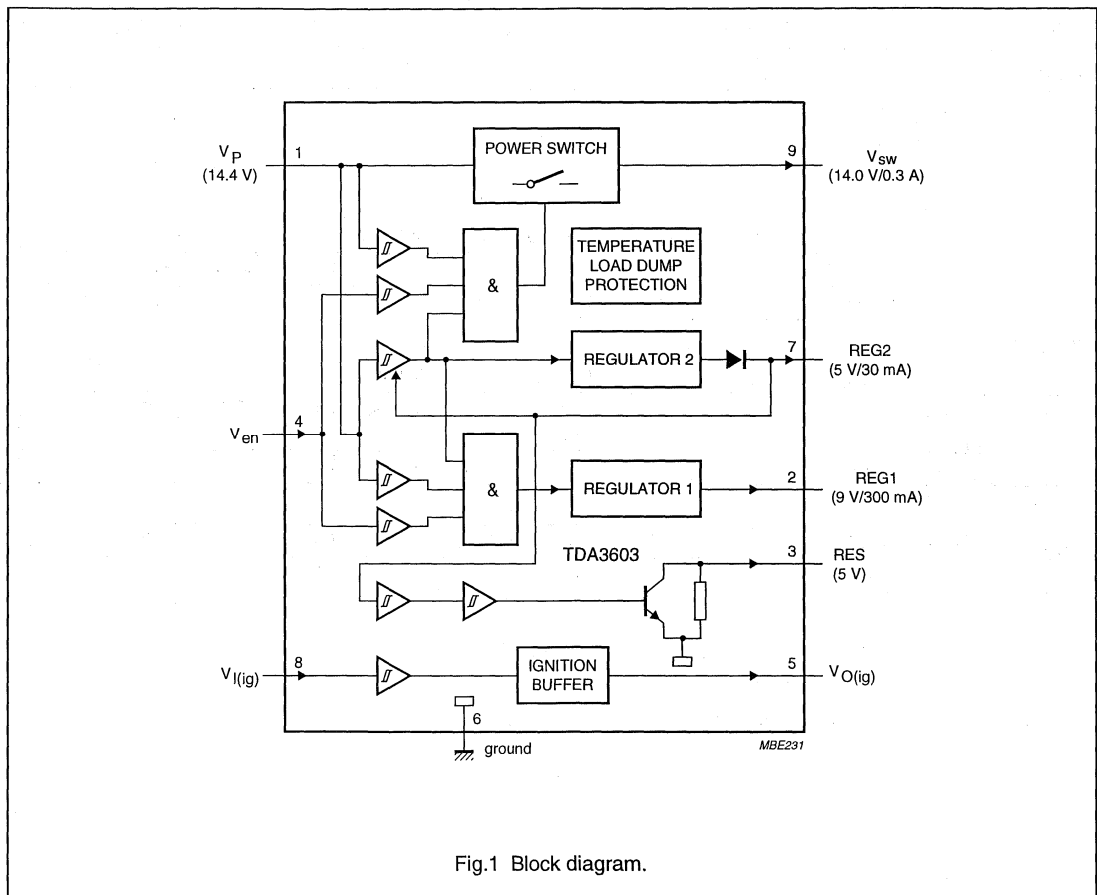 V_P
(14.4 V)
1
POWER SWITCH
9
V_sw
(14.0 V/0.3 A)
&
TEMPERATURE
LOAD DUMP
PROTECTION
REGULATOR 2
7
REG2
(5 V/30 mA)
V_en
4
&
REGULATOR 1
2
REG1
(9 V/300 mA)
TDA3603
3
RES
(5 V)
V_I(ig)
8
IGNITION
BUFFER
5
V_O(ig)
6
ground
MBE231
Fig.1 Block diagram.